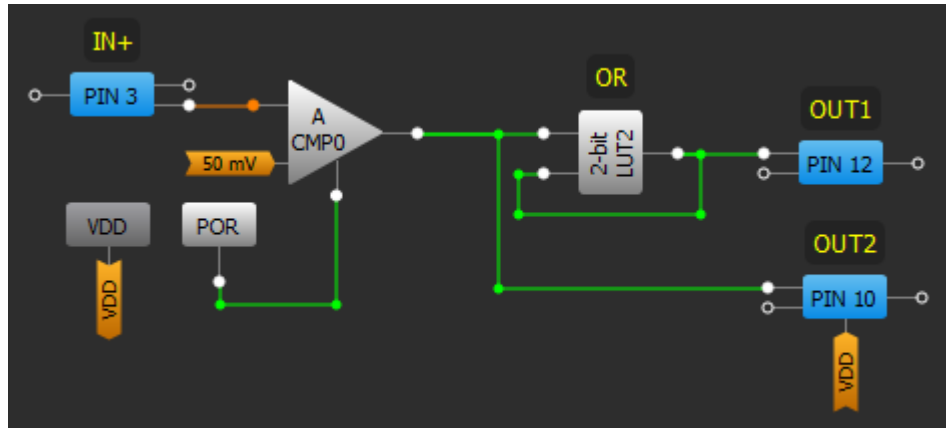 IN+
PIN 3
A
CMP0
50 mV
VDD
VDD
POR
OR
2-bit
LUT2
OUT1
PIN 12
OUT2
PIN 10
VDD